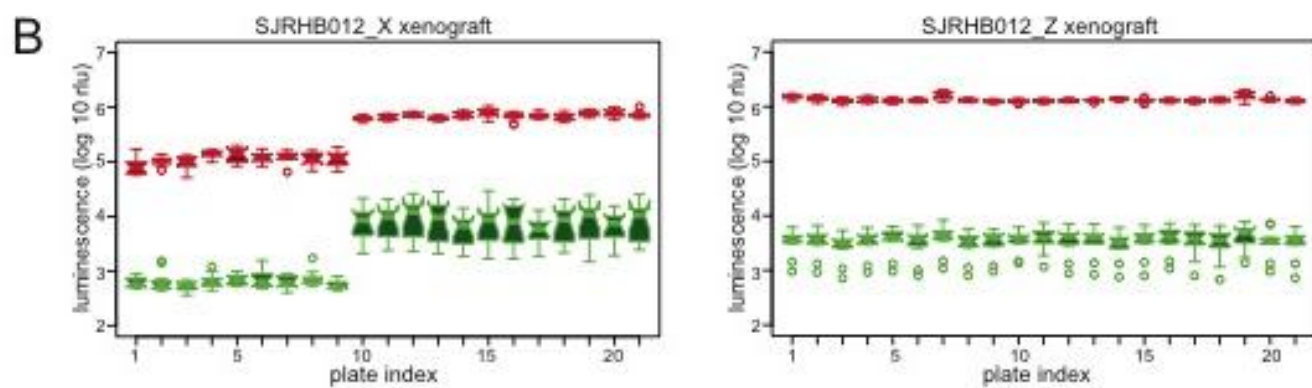 B
SJRHB012_X xenograft
7
6
5
4
3
2
luminescence (log 10 rlu)
1 5 10 15 20
plate index
SJRHB012_Z xenograft
7
6
5
4
3
2
luminescence (log 10 rlu)
1 5 10 15 20
plate index